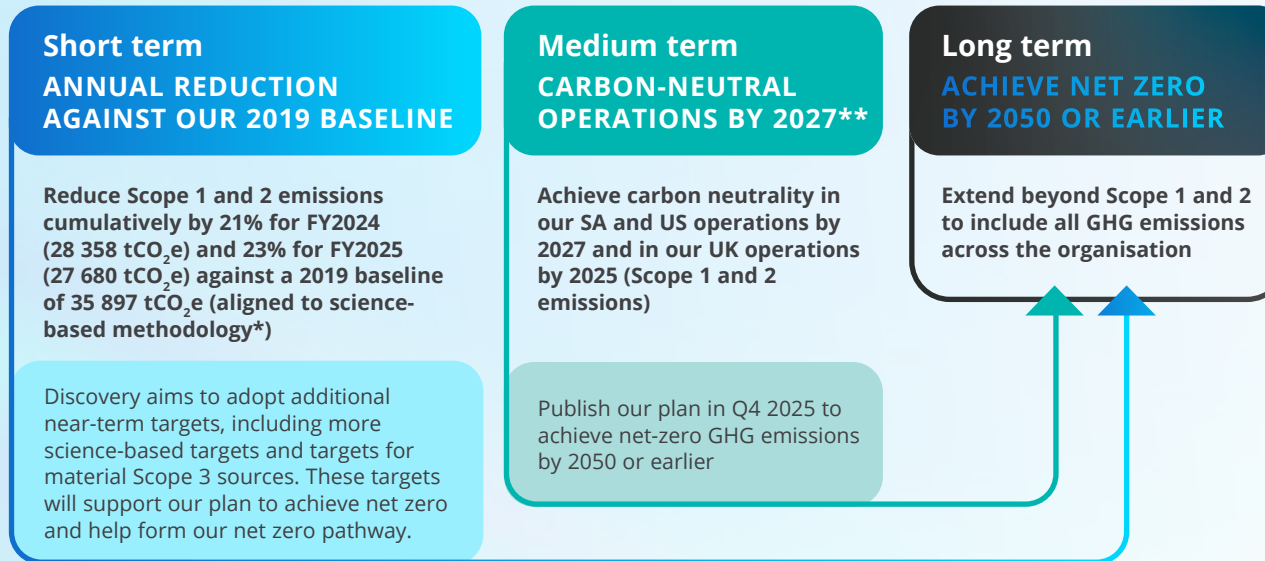 Short term
ANNUAL REDUCTION
AGAINST OUR 2019 BASELINE
Reduce Scope 1 and 2 emissions
cumulatively by 21% for FY2024
(28 358 tCO₂e) and 23% for FY2025
(27 680 tCO₂e) against a 2019 baseline
of 35 897 tCO₂e (aligned to science-
based methodology*)
Discovery aims to adopt additional
near-term targets, including more
science-based targets and targets for
material Scope 3 sources. These targets
will support our plan to achieve net zero
and help form our net zero pathway.
Medium term
CARBON-NEUTRAL
OPERATIONS BY 2027**
Achieve carbon neutrality in
our SA and US operations by
2027 and in our UK operations
by 2025 (Scope 1 and 2
emissions)
Publish our plan in Q4 2025 to
achieve net-zero GHG emissions
by 2050 or earlier
Long term
ACHIEVE NET ZERO
BY 2050 OR EARLIER
Extend beyond Scope 1 and 2
to include all GHG emissions
across the organisation